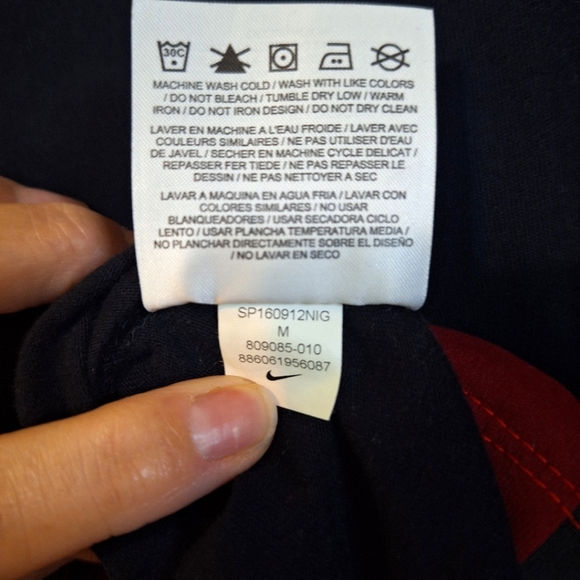 30C
MACHINE WASH COLD / WASH WITH LIKE COLORS
/ DO NOT BLEACH / TUMBLE DRY LOW / WARM
IRON / DO NOT IRON DESIGN / DO NOT DRY CLEAN
LAVER EN MACHINE A L'EAU FROIDE / LAVER AVEC
COULEURS SIMILAIRES / NE PAS UTILISER D'EAU
DE JAVEL / SECHER EN MACHINE CYCLE DELICAT /
REPASSER FER TIEDE / NE PAS REPASSER LE
DESSIN / NE PAS NETTOYER A SEC
LAVAR A MAQUINA EN AGUA FRIA / LAVAR CON
COLORES SIMILARES / NO USAR
BLANQUEADORES / USAR SECADORA CICLO
LENTO / USAR PLANCHA TEMPERATURA MEDIA /
NO PLANCHAR DIRECTAMENTE SOBRE EL DISEÑO
/ NO LAVAR EN SECO
SP160912NIG
M
809085-010
886061956087